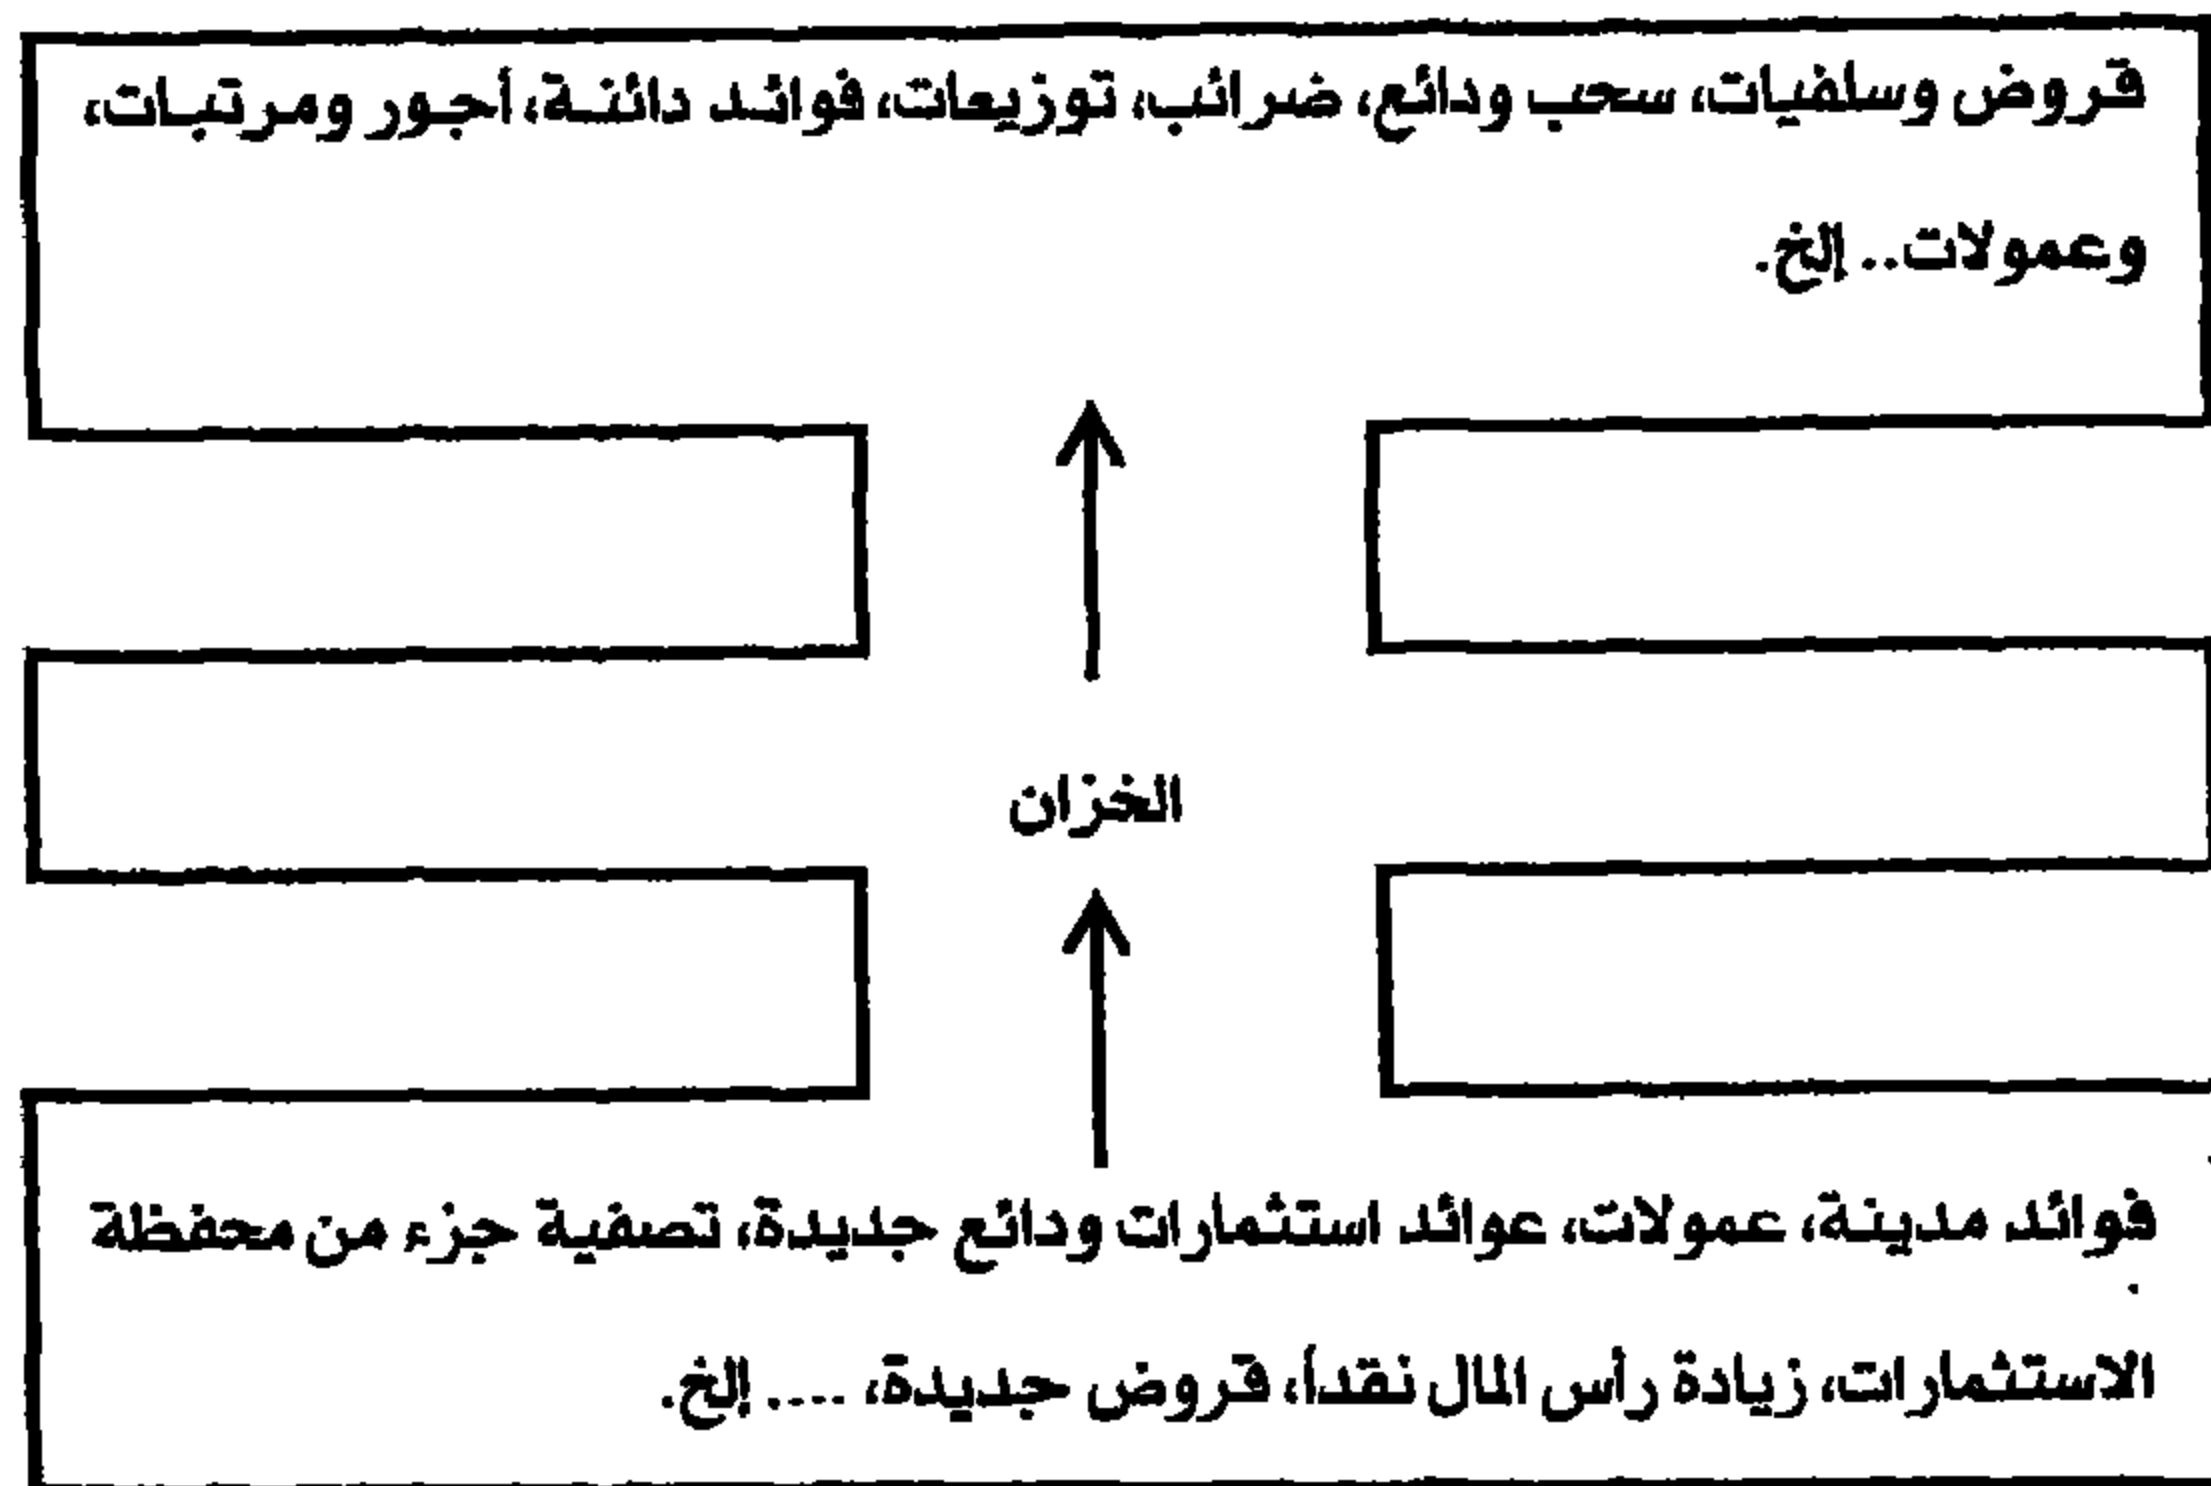 قروض وسلفيات، سحب ودائع، ضرائب، توزيعات، فوائد دائنة، أجور ومرتبات،
وعمولات.. إلخ.
الخزان
فوائد مدينة، عمولات، عوائد استثمارات ودائع جديدة، تصفية جزء من محفظة
الاستثمارات، زيادة رأس المال نقداً، قروض جديدة، .... إلخ.